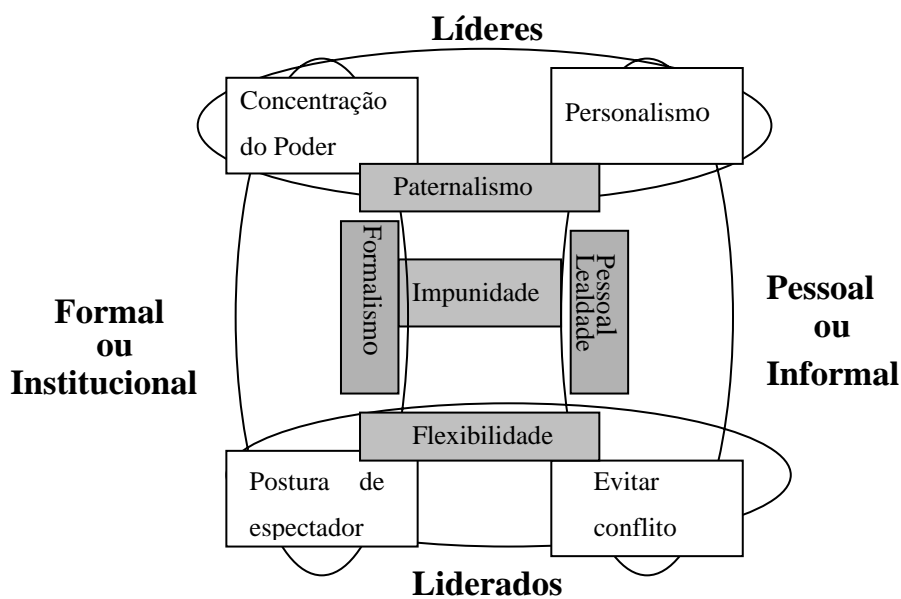 Líderes
Concentração
do Poder
Personalismo
Paternalismo
Formalismo
Impunidade
Lealdade
Pessoal
Formal
ou
Institucional
Pessoal
ou
Informal
Flexibilidade
Postura de
espectador
Evitar
conflito
Liderados